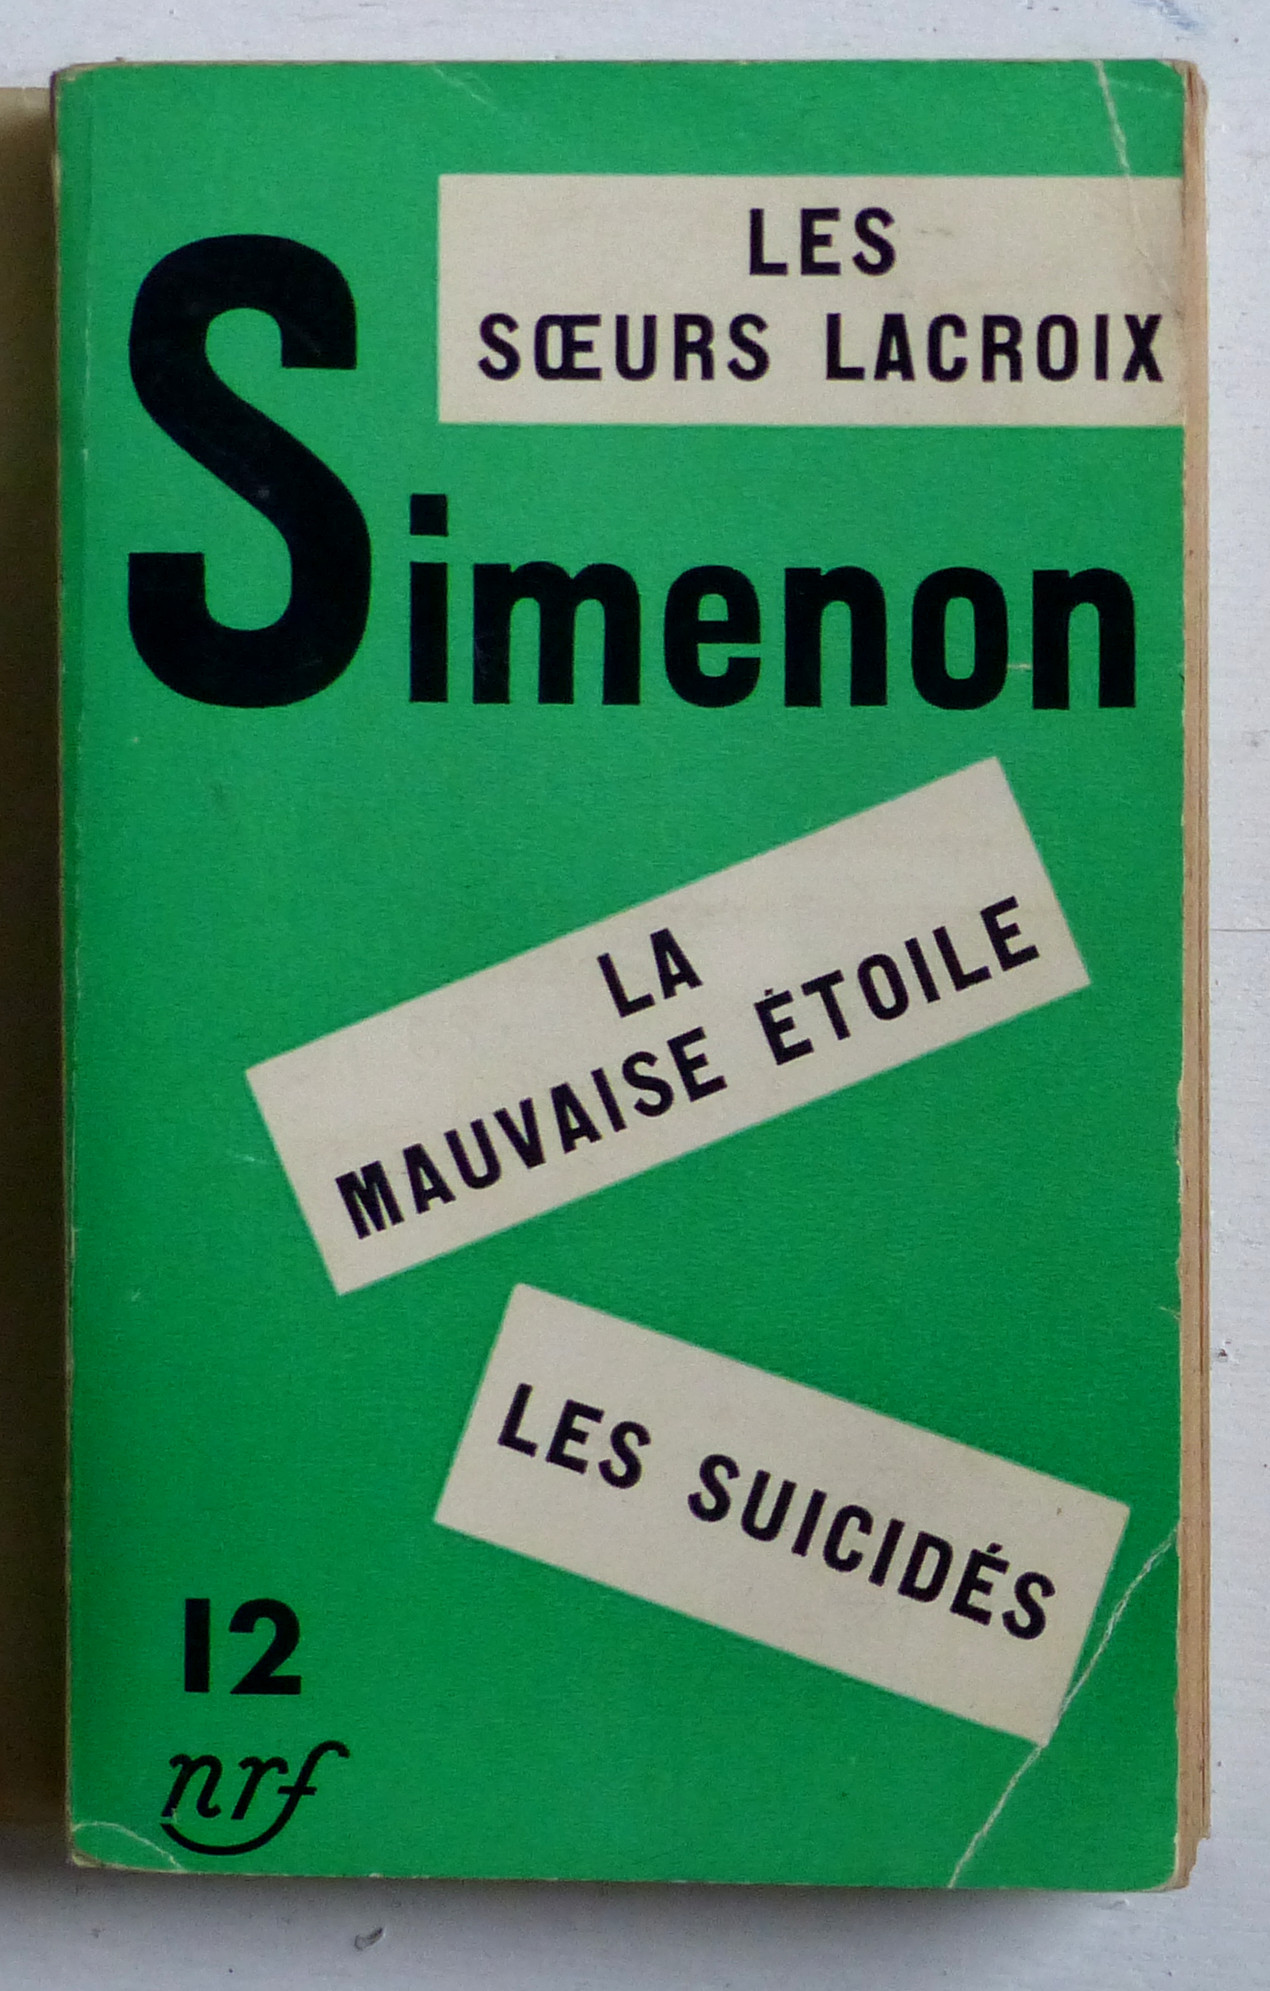 LES
SŒURS LACROIX
Simenon
LA
MAUVAISE ÉTOILE
LES SUICIDÉS
12
nrf